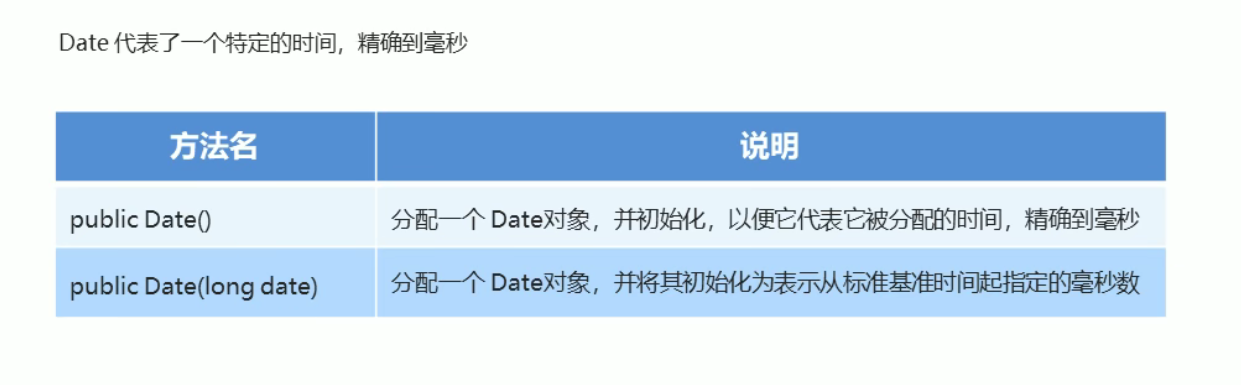 Date 代表了一个特定的时间，精确到毫秒
方法名 说明
public Date() 分配一个 Date对象，并初始化，以便它代表它被分配的时间，精确到毫秒
public Date(long date) 分配一个 Date对象，并将其初始化为表示从标准基准时间起指定的毫秒数